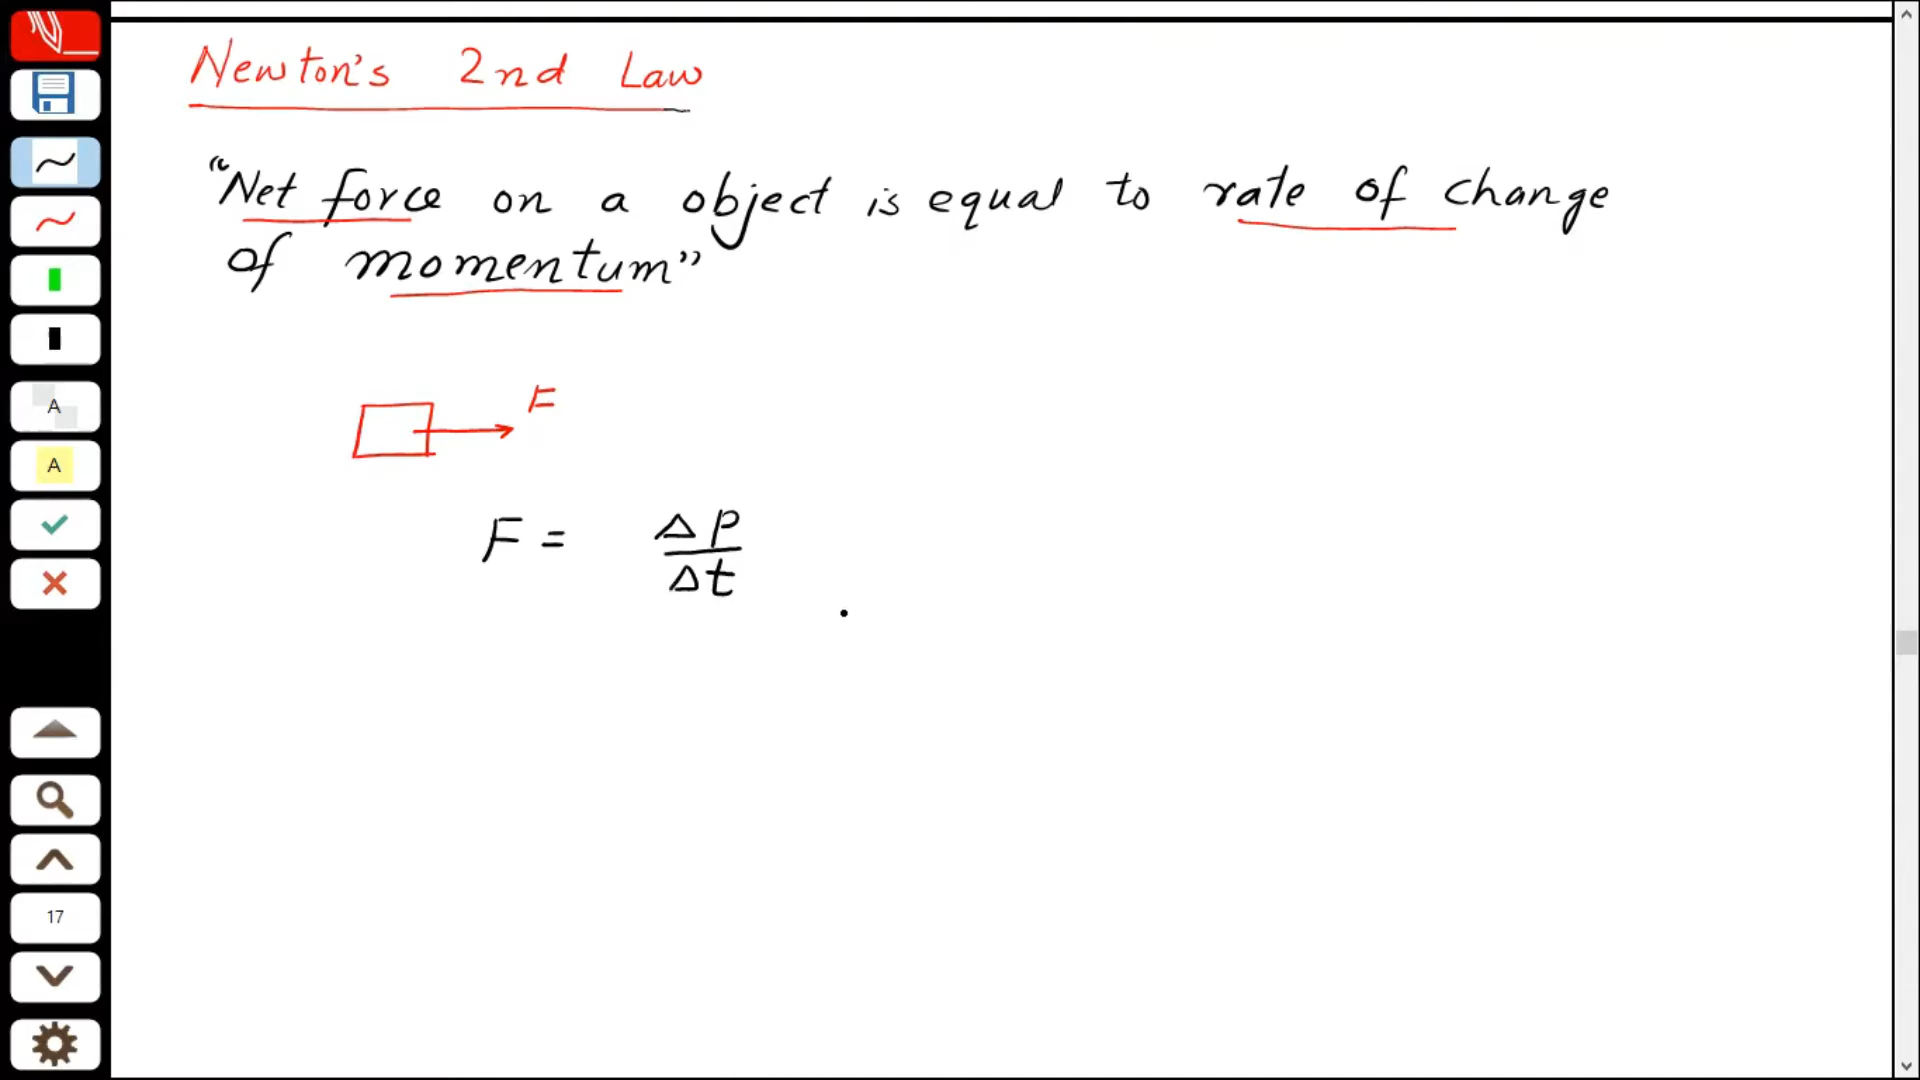 Newton's 2nd Law
"Net force on a object is equal to rate of change
of momentum"
A
F
A
F = Δp
Δt
17